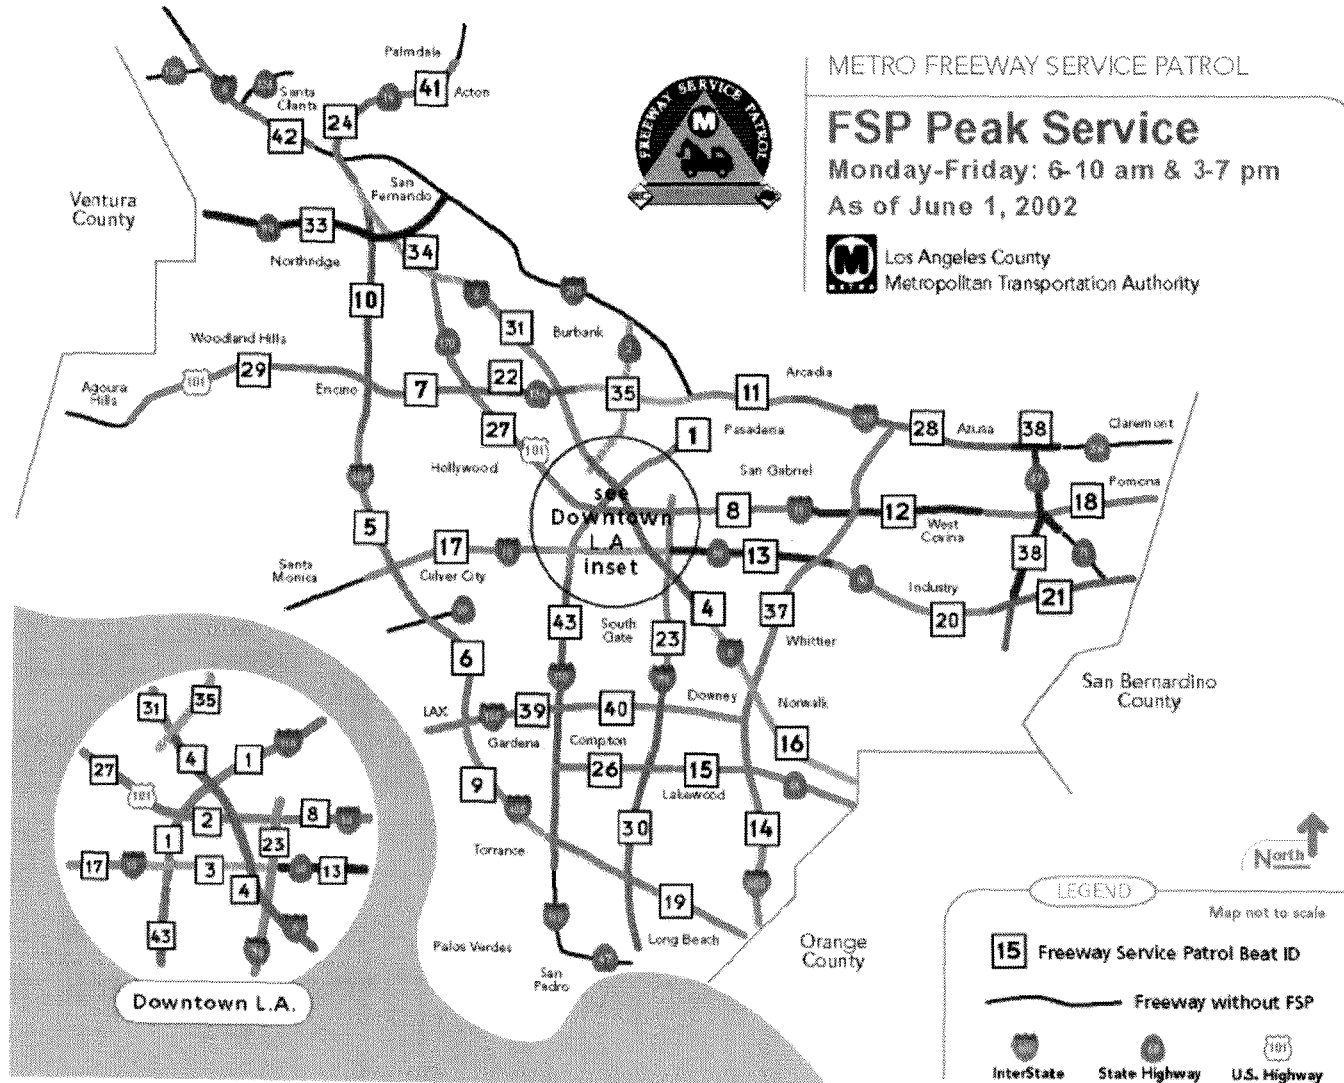 METRO FREEWAY SERVICE PATROL
FSP Peak Service
Monday-Friday: 6-10 am & 3-7 pm
As of June 1, 2002
M
Los Angeles County
Metropolitan Transportation Authority
FREEWAY SERVICE PATROL
M
Palmdale
41
Acton
Santa
Clarita
24
42
San
Fernando
Ventura
County
33
34
Northridge
10
31
Burbank
Woodland Hills
29
Agoura
Hills
101
Encino
7
22
35
11
Arcadia
27
101
1
Pasadena
28
Azusa
38
Claremont
Hollywood
San Gabriel
see
Downtown
L.A.
inset
8
12
18
Pomona
West
Covina
5
17
13
38
Santa
Monica
Culver City
Industry
21
20
43
South
Gate
23
4
37
Whittier
6
San Bernardino
County
LAX
39
40
Downey
Norwalk
Gardena
Compton
16
9
26
15
Lakewood
30
14
Torrance
19
Palos Verdes
Long Beach
San
Pedro
Orange
County
31
35
27
4
1
101
2
8
1
23
17
3
13
4
43
Downtown L.A.
North
LEGEND
Map not to scale
15 Freeway Service Patrol Beat ID
Freeway without FSP
101
InterState State Highway U.S. Highway